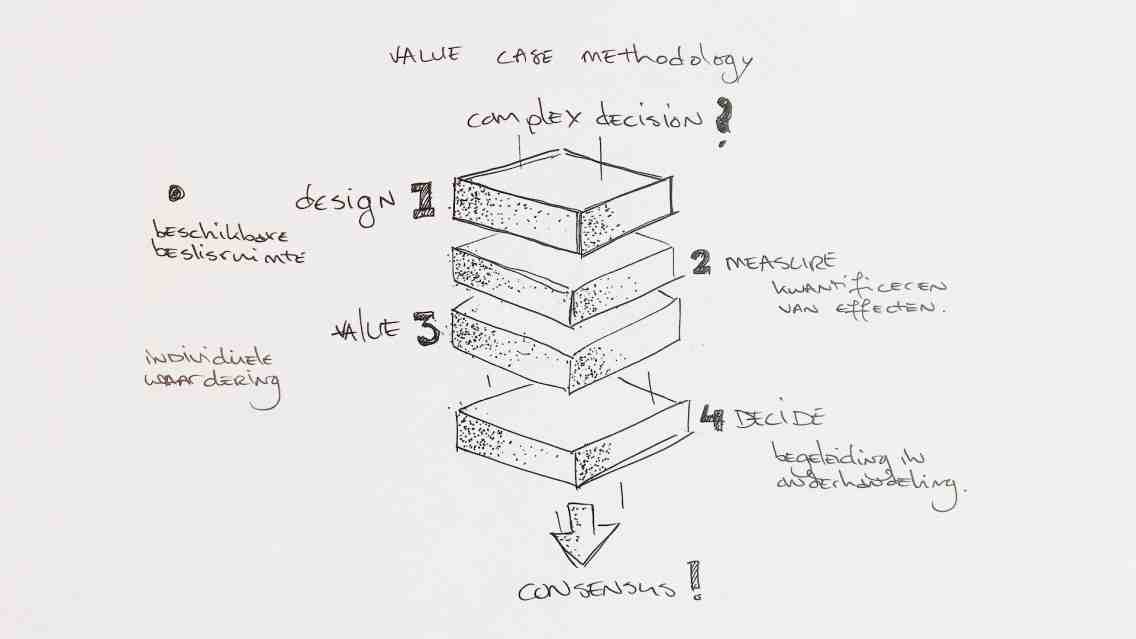 VALUE CASE METHODOLOGY
complex decision?
design 1
beschikbare
beslisruimte
2 MEASURE
kwantificeren
van effecten.
VALUE 3
individuele
waardering
4 DECIDE
begeleiding in
onderhandeling.
CONSENSUS!